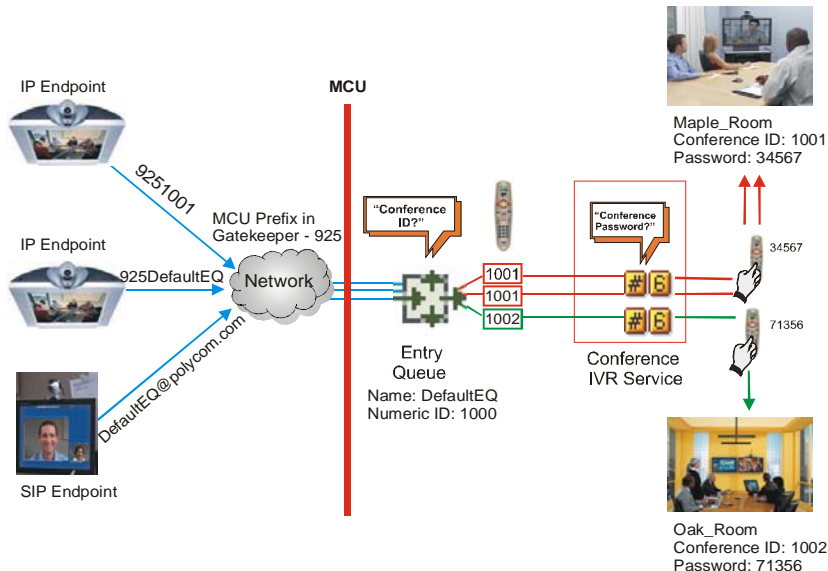 IP Endpoint
9251001
IP Endpoint
925DefaultEQ
DefaultEQ@polycom.com
SIP Endpoint
MCU Prefix in
Gatekeeper - 925
Network
MCU
“Conference
ID?”
Entry
Queue
Name: DefaultEQ
Numeric ID: 1000
1001
1001
1002
“Conference
Password?”
# 6
# 6
Conference
IVR Service
34567
71356
Maple_Room
Conference ID: 1001
Password: 34567
Oak_Room
Conference ID: 1002
Password: 71356